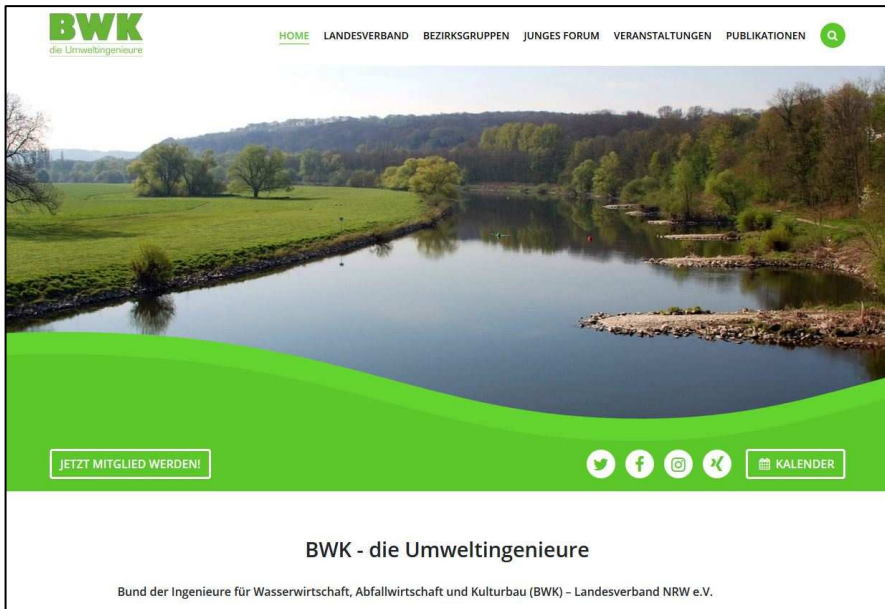 BWK
die Umweltingenieure
HOME LANDESVERBAND BEZIRKSGRUPPEN JUNGES FORUM VERANSTALTUNGEN PUBLIKATIONEN
JETZT MITGLIED WERDEN!
KALENDER
BWK - die Umweltingenieure
Bund der Ingenieure für Wasserwirtschaft, Abfallwirtschaft und Kulturbau (BWK) – Landesverband NRW e.V.